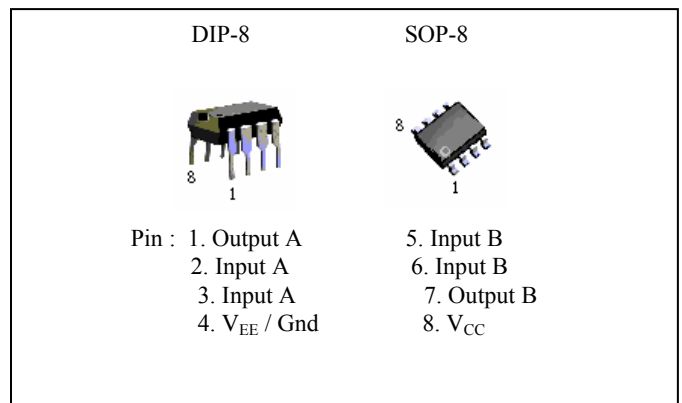 DIP-8 SOP-8
8
1
8
1
Pin : 1. Output A 5. Input B
2. Input A 6. Input B
3. Input A 7. Output B
4. VEE / Gnd 8. VCC